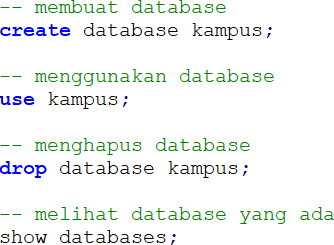 -- membuat database
create database kampus;
-- menggunakan database
use kampus;
-- menghapus database
drop database kampus;
-- melihat database yang ada
show databases;